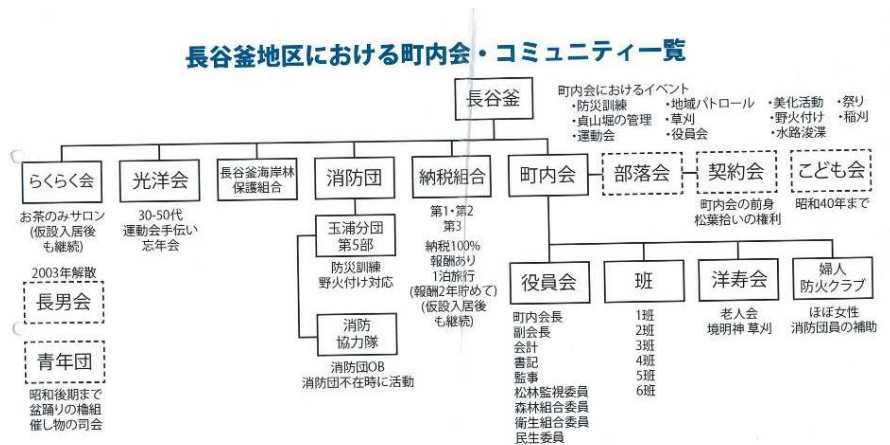 長谷釜地区における町内会・コミュニティ一覧
長谷釜
町内会におけるイベント
・防災訓練 ・地域パトロール ・美化活動 ・祭り
・貞山堀の管理 ・草刈 ・野火付け ・稲刈
・運動会 ・役員会 ・水路浚渫
らくらく会
お茶のみサロン
(仮設入居後
も継続)
光洋会
30-50代
運動会手伝い
忘年会
長谷釜海岸林
保護組合
消防団
玉浦分団
第5部
防災訓練
野火付け対応
消防
協力隊
消防団OB
消防団不在時に活動
納税組合
第1・第2
第3
納税100%
報酬あり
1泊旅行
(報酬2年貯めて)
(仮設入居後
も継続)
町内会
部落会
契約会
町内会の前身
松葉拾いの権利
こども会
昭和40年まで
2003年解散
長男会
青年団
昭和後期まで
盆踊りの櫓組
催し物の司会
役員会
町内会長
副会長
会計
書記
監事
松林監視委員
森林組合委員
衛生組合委員
民生委員
班
1班
2班
3班
4班
5班
6班
洋寿会
老人会
境明神 草刈
婦人
防火クラブ
ほぼ女性
消防団員の補助